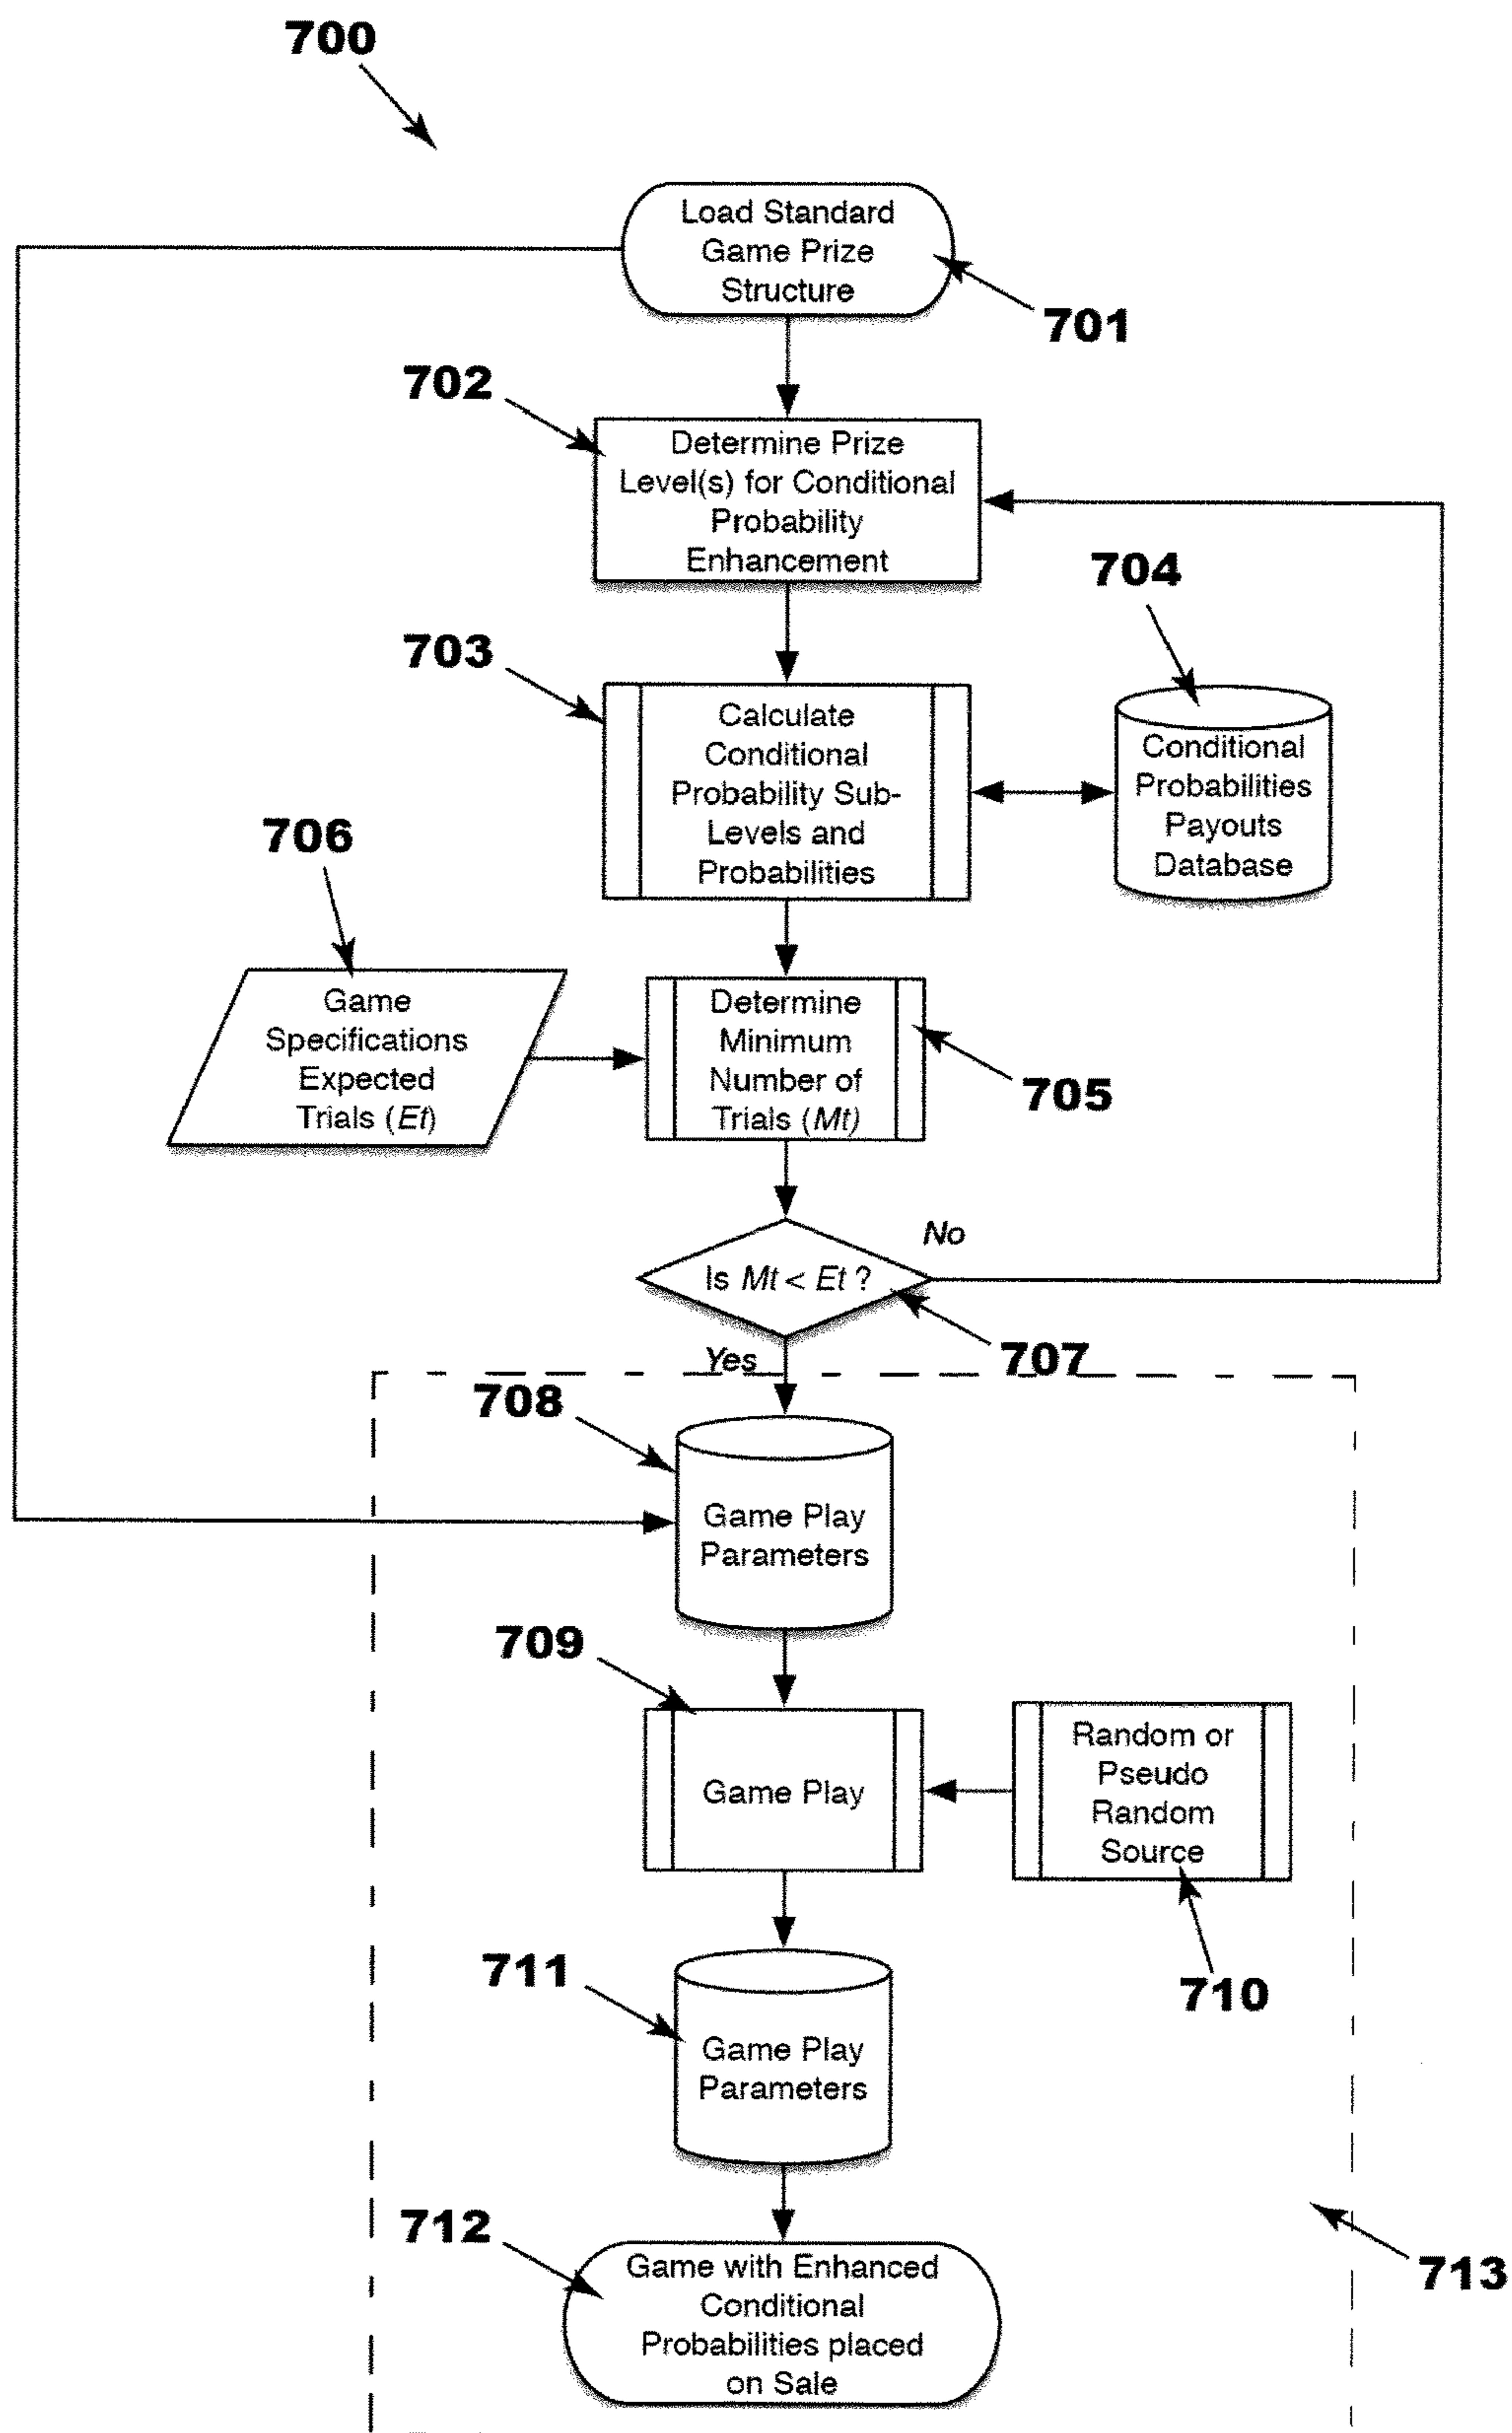 700
Load Standard
Game Prize
Structure
701
702
Determine Prize
Level(s) for Conditional
Probability
Enhancement
704
703
Calculate
Conditional
Probability Sub-
Levels and
Probabilities
Conditional
Probabilities
Payouts
Database
706
Game
Specifications
Expected
Trials (Et)
Determine
Minimum
Number of
Trials (Mt)
705
No
Is Mt < Et ?
707
Yes
708
Game Play
Parameters
709
Game Play
Random or
Pseudo
Random
Source
710
711
Game Play
Parameters
712
Game with Enhanced
Conditional
Probabilities placed
on Sale
713